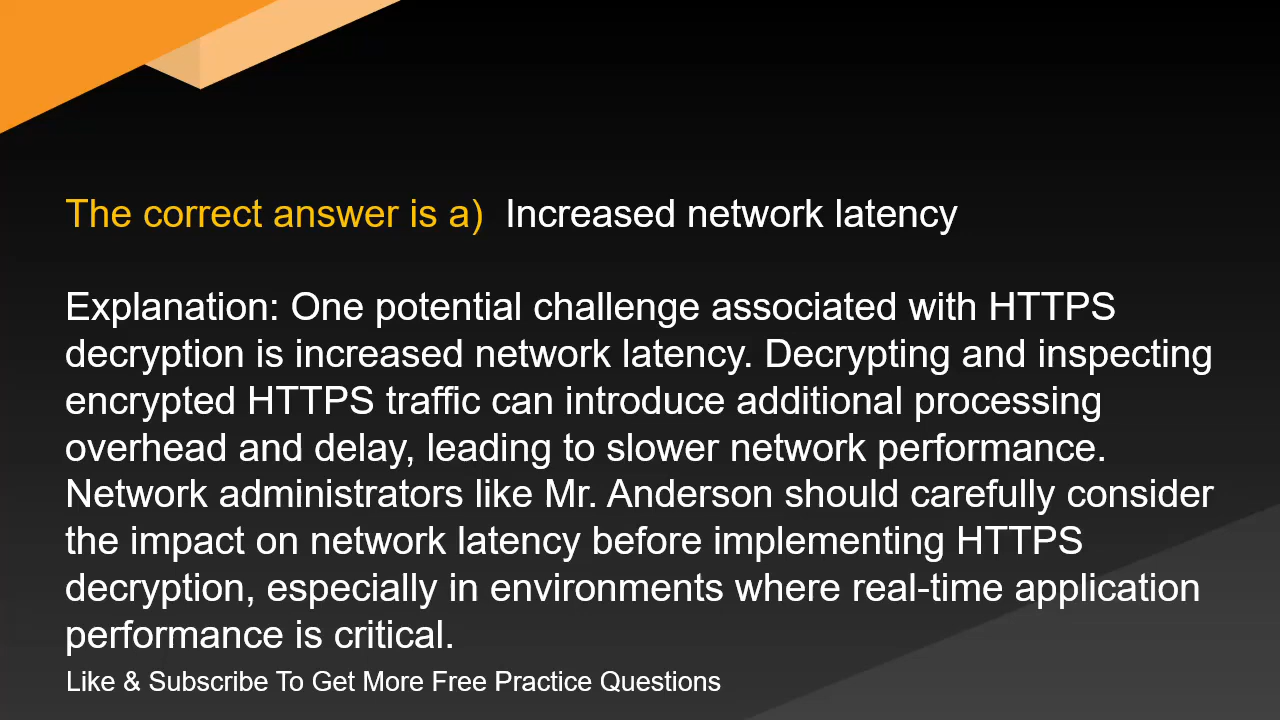 The correct answer is a) Increased network latency
Explanation: One potential challenge associated with HTTPS
decryption is increased network latency. Decrypting and inspecting
encrypted HTTPS traffic can introduce additional processing
overhead and delay, leading to slower network performance.
Network administrators like Mr. Anderson should carefully consider
the impact on network latency before implementing HTTPS
decryption, especially in environments where real-time application
performance is critical.
Like & Subscribe To Get More Free Practice Questions